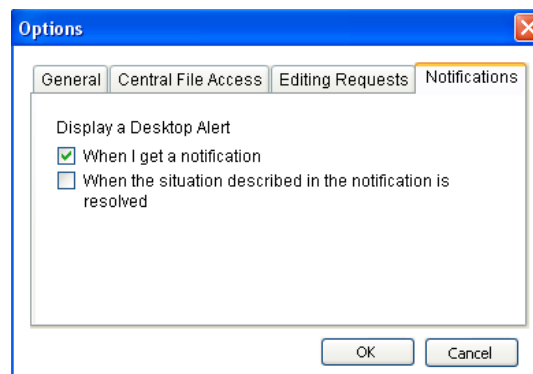 Options
General Central File Access Editing Requests Notifications
Display a Desktop Alert
When I get a notification
When the situation described in the notification is
resolved
OK Cancel